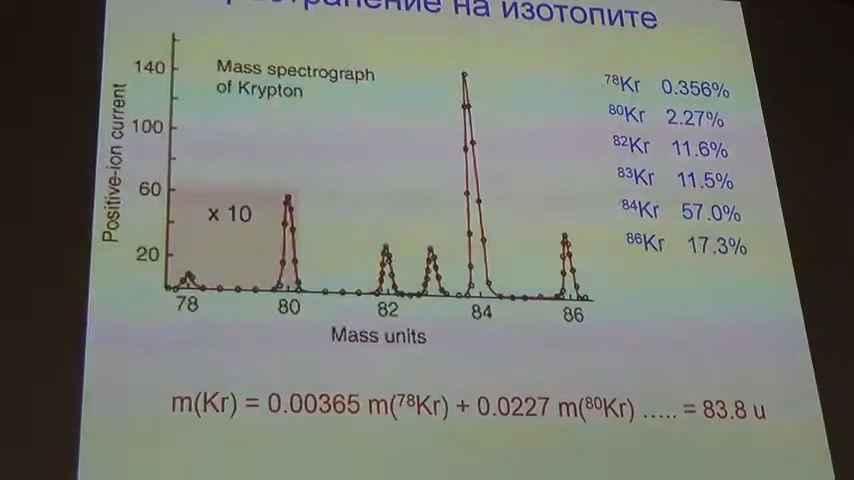 на изотопите
140
Mass spectrograph
of Krypton
100
Positive-ion current
60
x 10
20
78
80
82
84
86
Mass units
⁷⁸Kr 0.356%
⁸⁰Kr 2.27%
⁸²Kr 11.6%
⁸³Kr 11.5%
⁸⁴Kr 57.0%
⁸⁶Kr 17.3%
m(Kr) = 0.00365 m(⁷⁸Kr) + 0.0227 m(⁸⁰Kr) ..... = 83.8 u